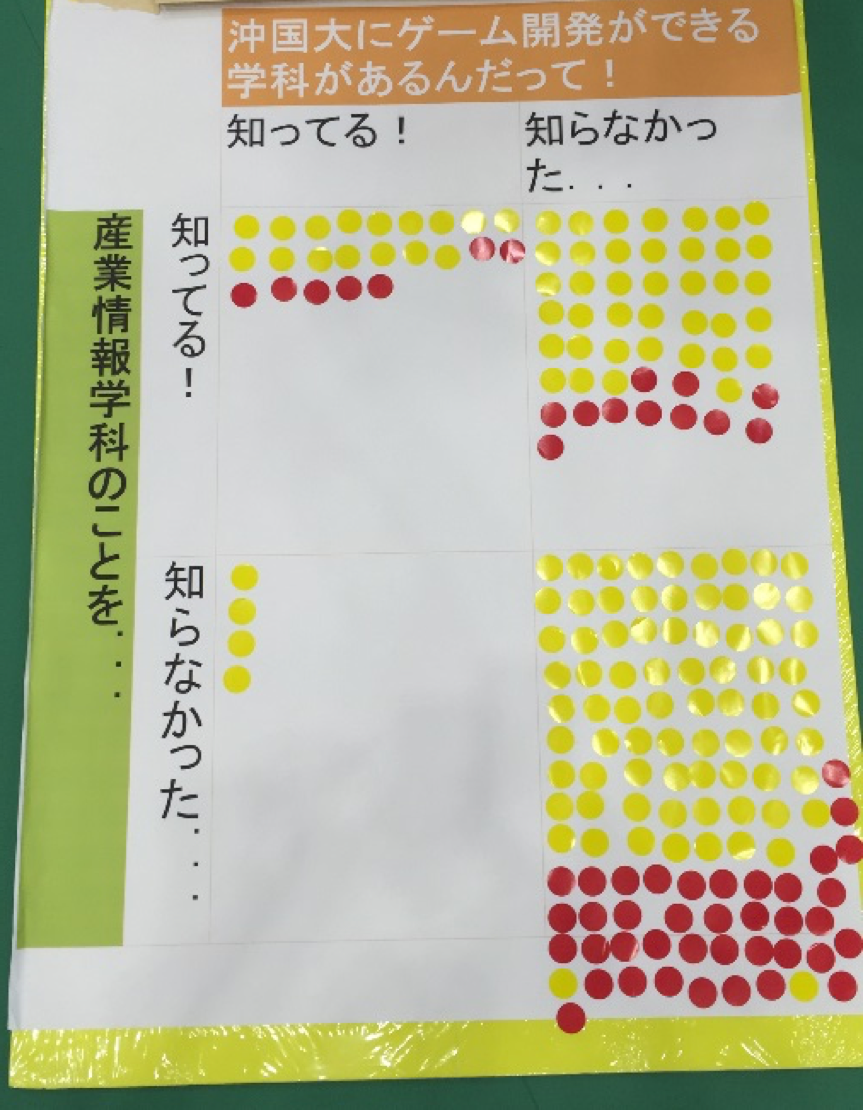 沖国大にゲーム開発ができる
学科があるんだって！
知ってる！
知らなかっ
た．．．
産業情報学科のことを．．．
知ってる！
知らなかった．．．